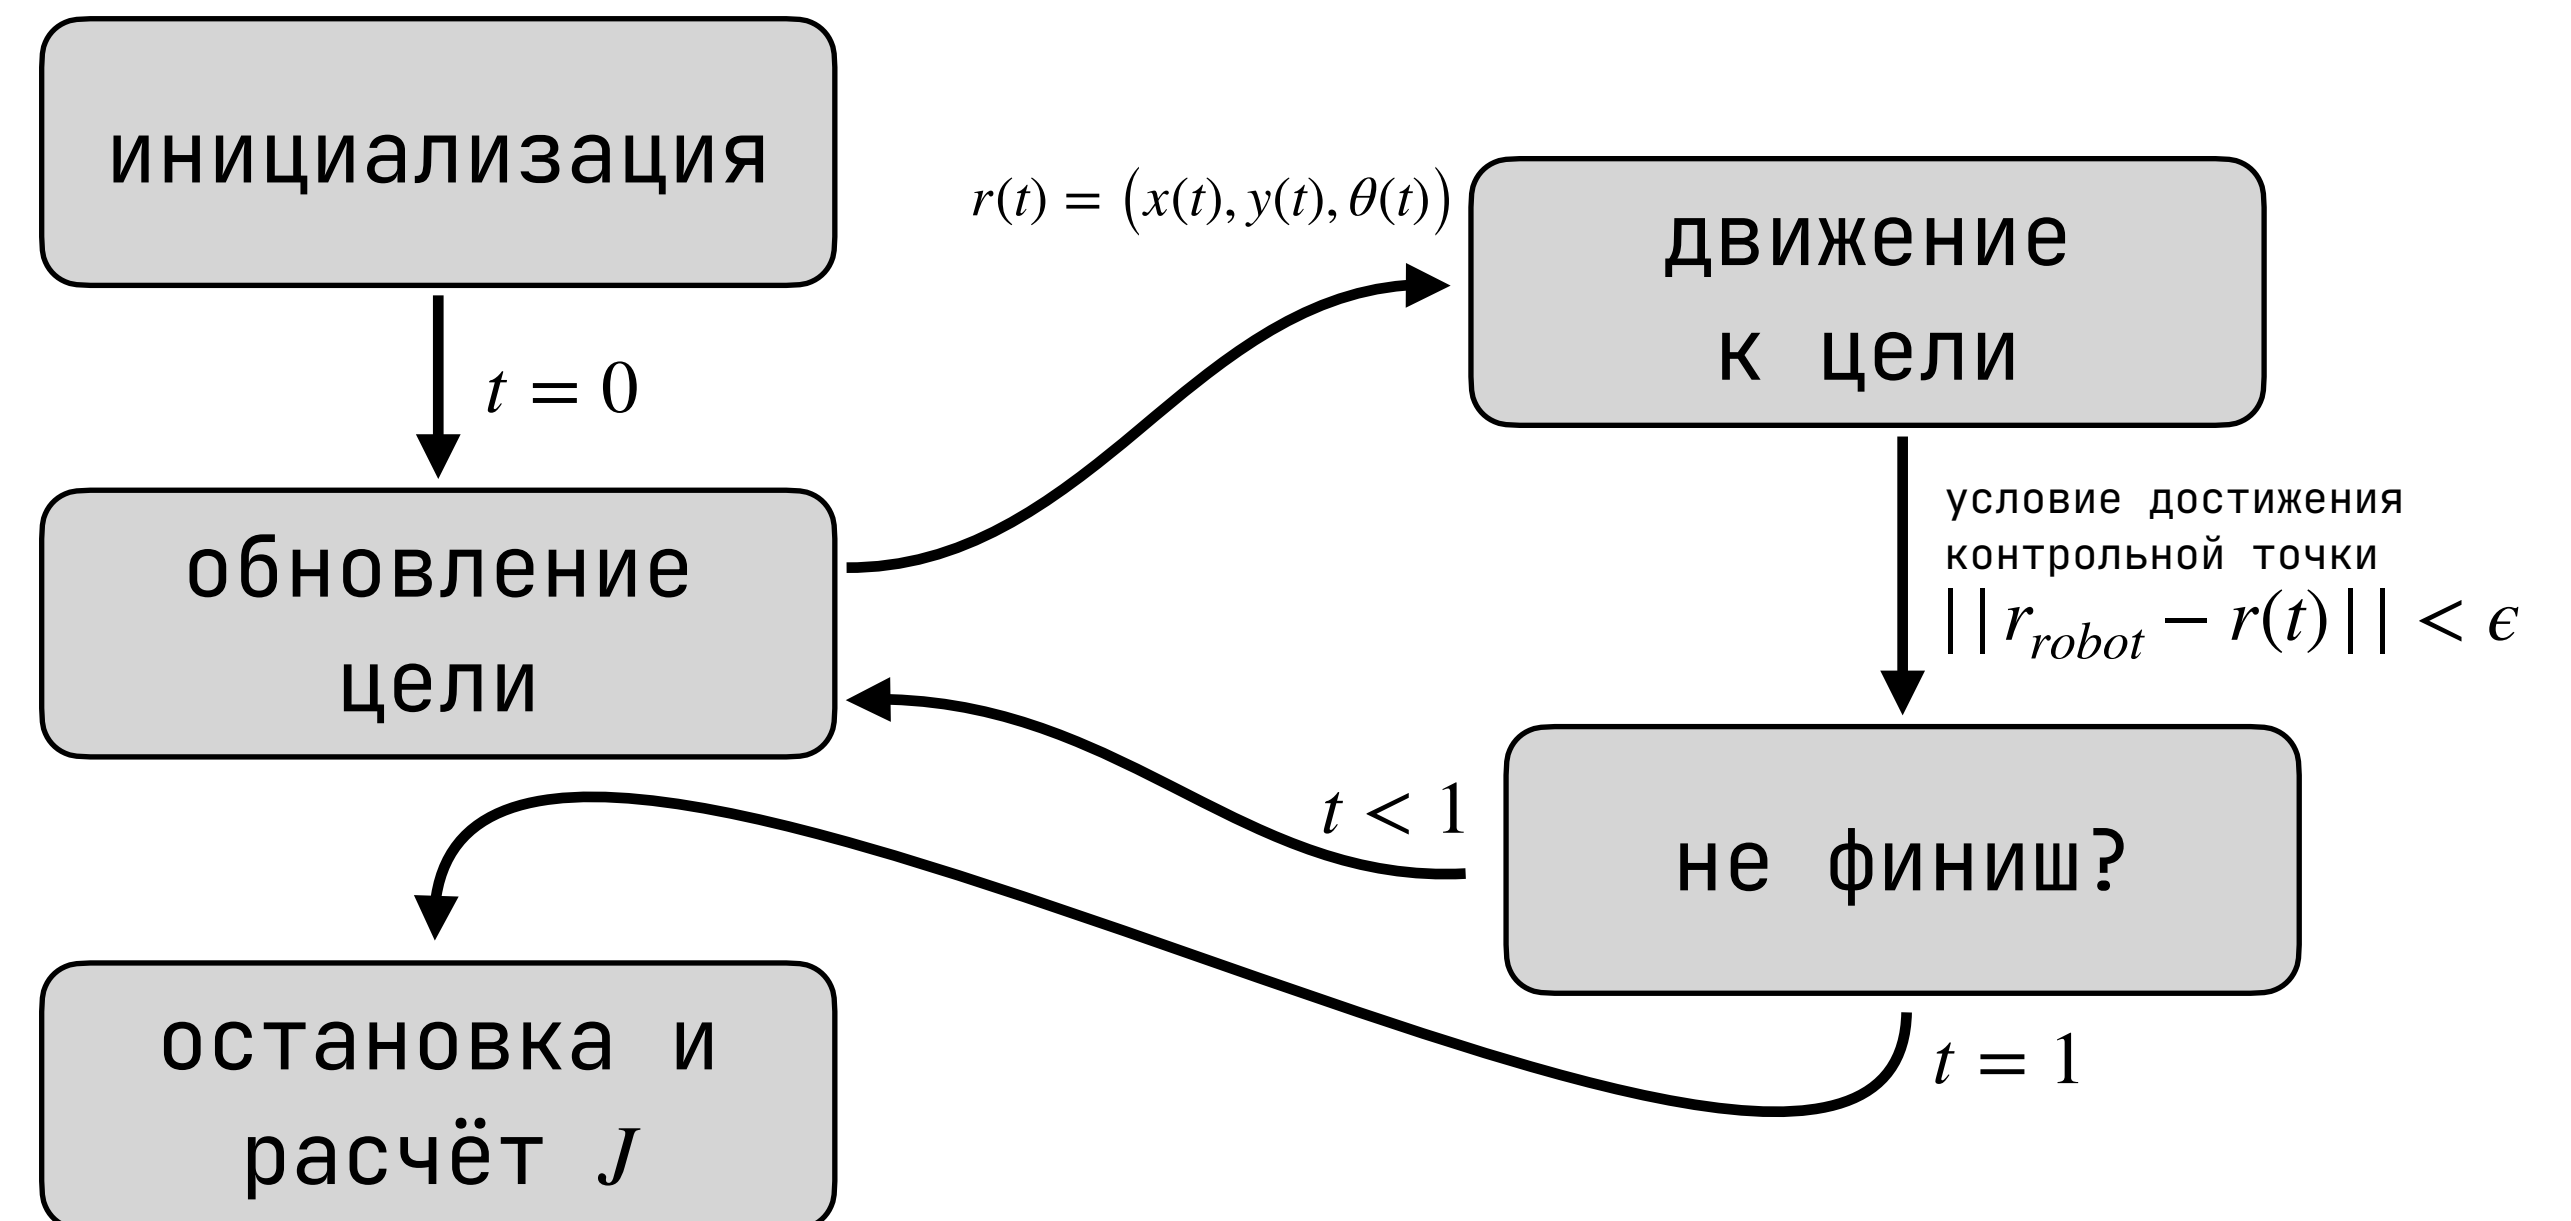 инициализация
t = 0
обновление
цели
r(t) = (x(t), y(t), θ(t))
движение
к цели
условие достижения
контрольной точки
||r_robot − r(t)|| < ϵ
не финиш?
t < 1
t = 1
остановка и
расчёт J